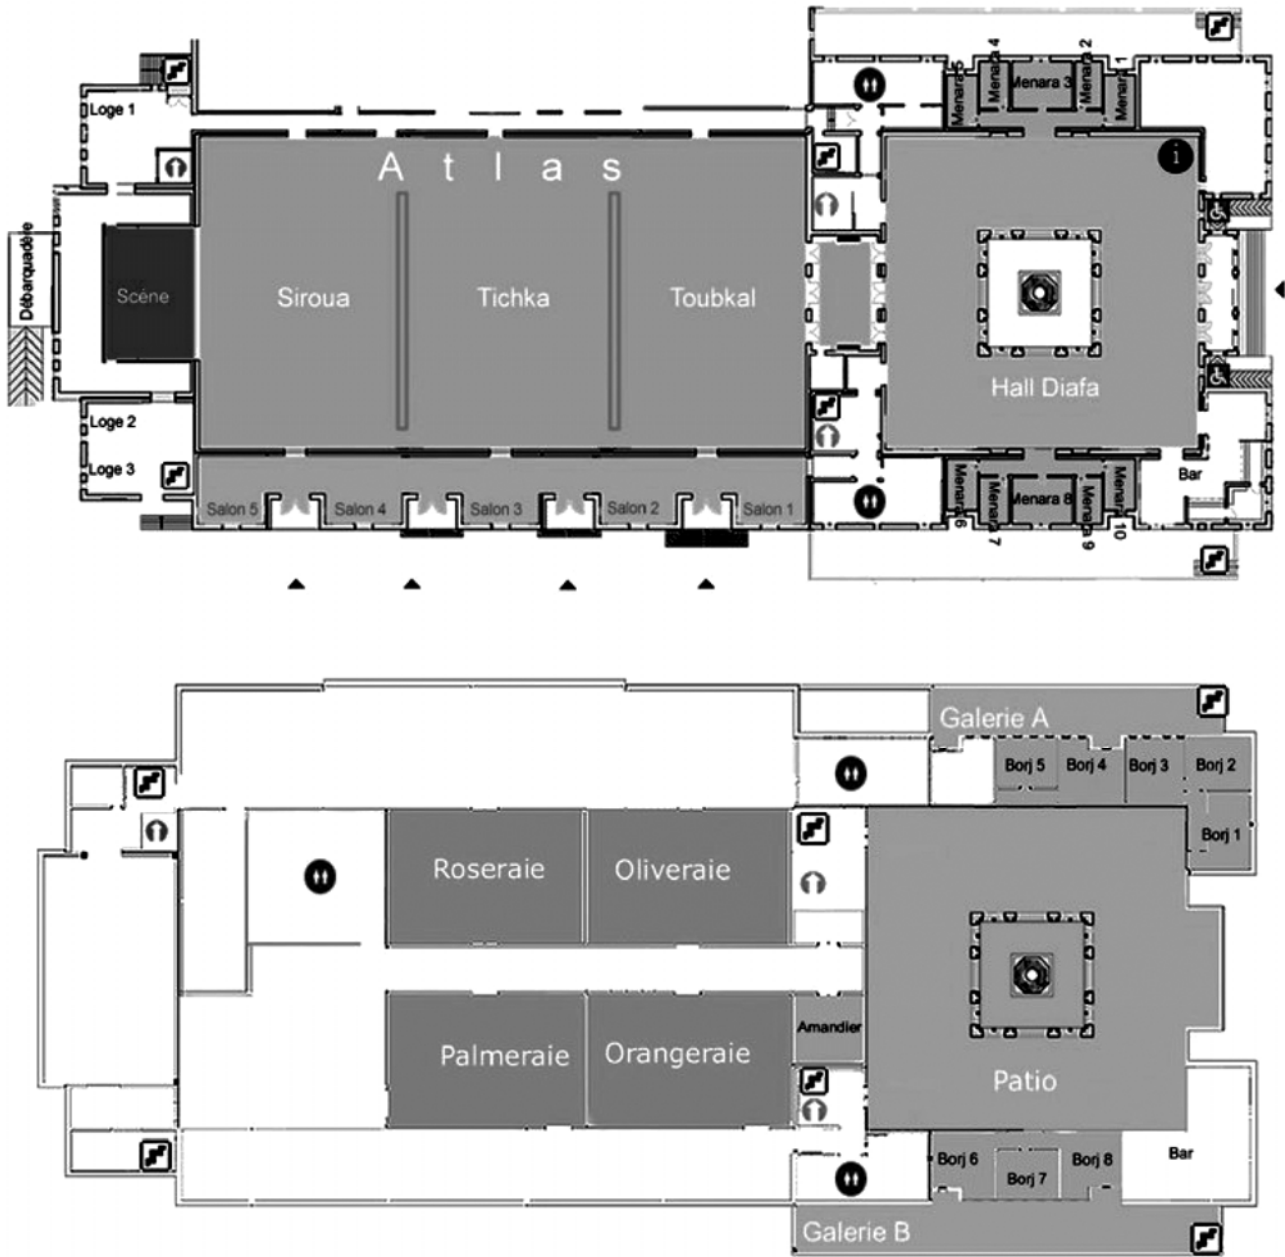 Menara 5
Menara 4
Menara 3
Menara 2
Menara 1
Loge 1
Atlas
i
Débarquadère
Scéne
Siroua
Tichka
Toubkal
Hall Diafa
Loge 2
Loge 3
Bar
Salon 5
Salon 4
Salon 3
Salon 2
Salon 1
Menara 6
Menara 7
Menara 8
Menara 9
Menara 10
Galerie A
Borj 5
Borj 4
Borj 3
Borj 2
Borj 1
Roseraie
Oliveraie
Palmeraie
Orangeraie
Amandier
Patio
Borj 6
Borj 7
Borj 8
Bar
Galerie B